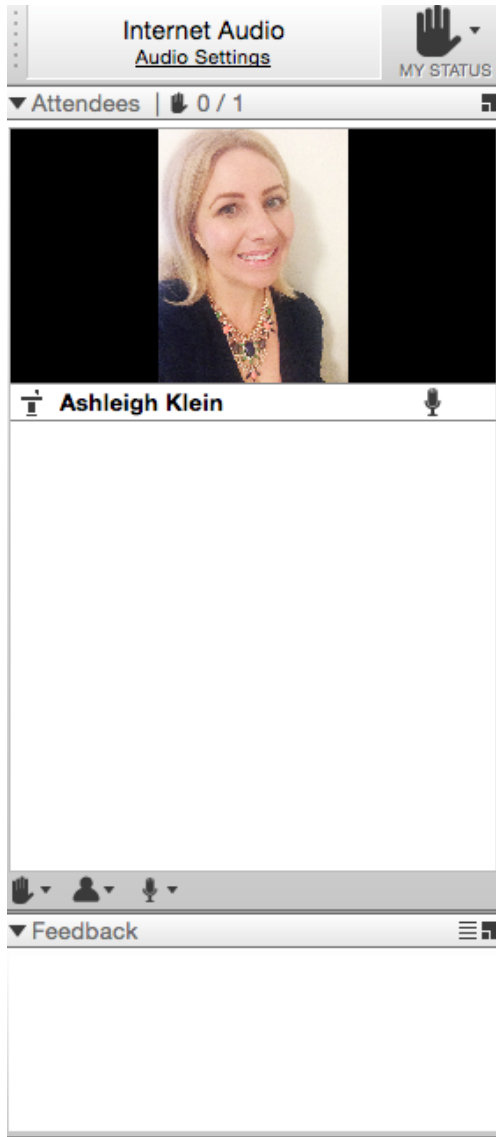 Internet Audio
Audio Settings
MY STATUS
Attendees | 0 / 1
Ashleigh Klein
Feedback